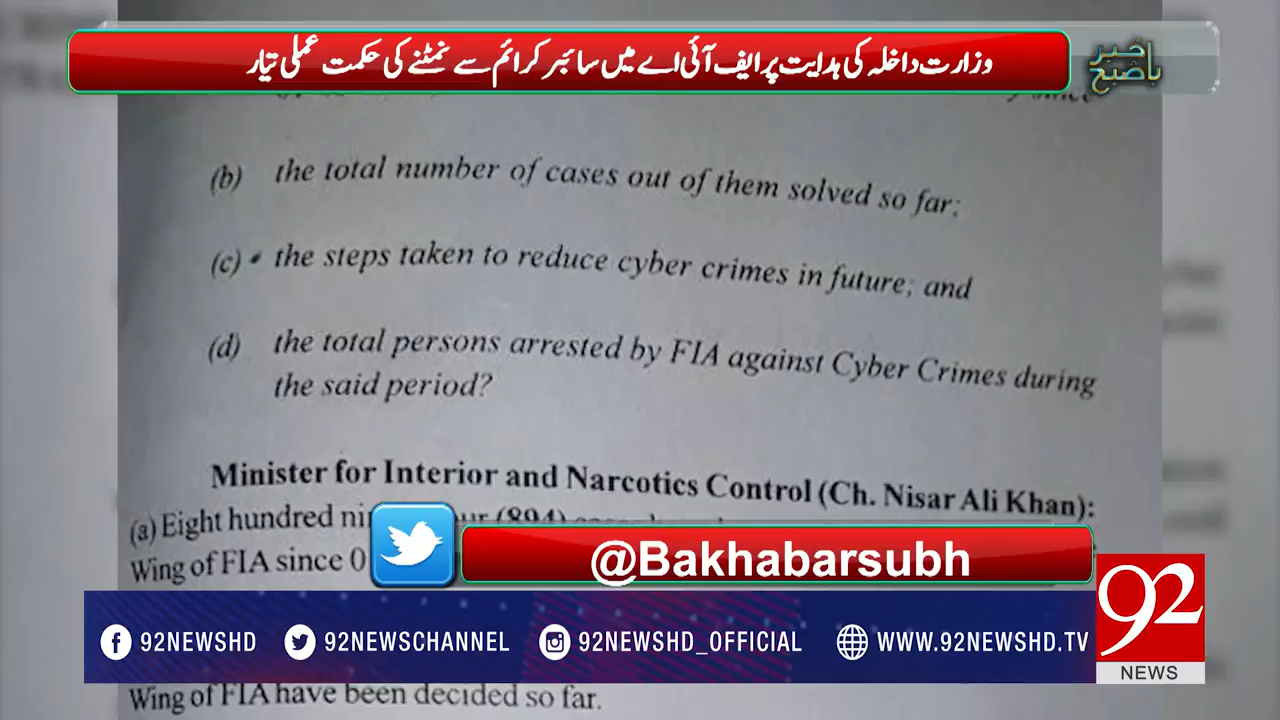 وزارت داخلہ کی ہدایت پر ایف آئی اے میں سائبر کرائم سے نمٹنے کی حکمت عملی تیار
باخبر صبح
since
(b) the total number of cases out of them solved so far;
(c) the steps taken to reduce cyber crimes in future; and
(d) the total persons arrested by FIA against Cyber Crimes during
the said period?
Minister for Interior and Narcotics Control (Ch. Nisar Ali Khan):
(a) Eight hundred (894)
Wing of FIA since 0
@Bakhabarsubh
92NEWSHD 92NEWSCHANNEL 92NEWSHD_OFFICIAL WWW.92NEWSHD.TV
92
NEWS
Wing of FIA have been decided so far.